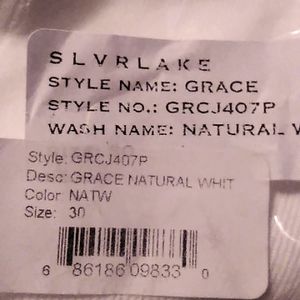 SLVRLAKE
STYLE NAME: GRACE
STYLE NO.: GRCJ407P
WASH NAME: NATURAL W
Style: GRCJ407P
Desc: GRACE NATURAL WHIT
Color: NATW
Size: 30
6 86186 09833 0